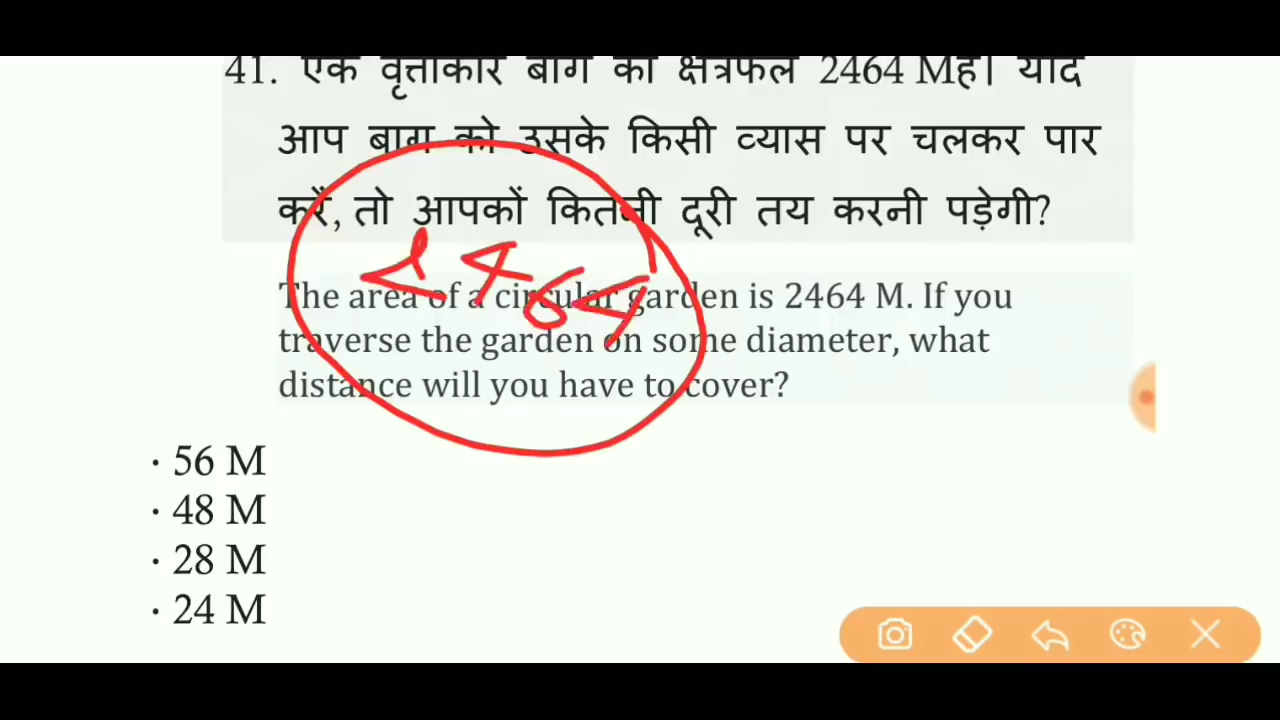 41. एक वृत्ताकार बाग का क्षेत्रफल 2464 Mहै। यदि
आप बाग को उसके किसी व्यास पर चलकर पार
करें, तो आपकों कितनी दूरी तय करनी पड़ेगी?
2464
The area of a circular garden is 2464 M. If you
traverse the garden on some diameter, what
distance will you have to cover?
· 56 M
· 48 M
· 28 M
· 24 M